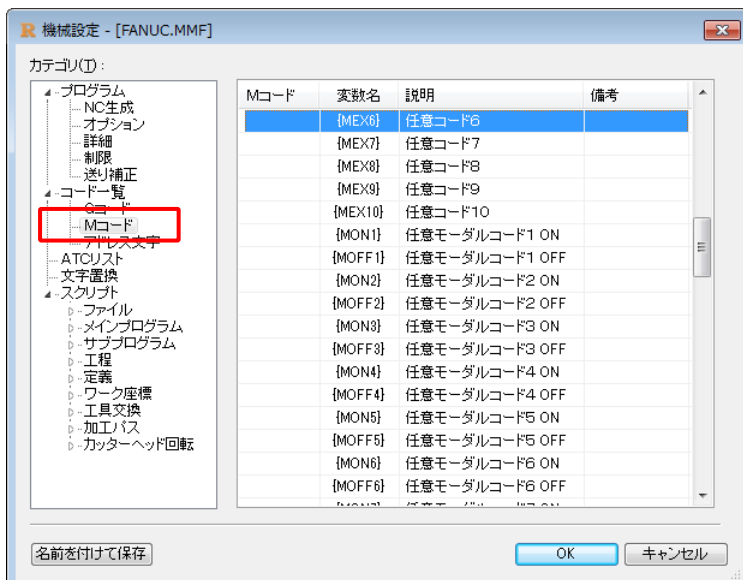 機械設定 - [FANUC.MMF]
カテゴリ(T):
プログラム
NC生成
オプション
詳細
制限
送り補正
コード一覧
Gコード
Mコード
アドレス文字
ATCリスト
文字置換
スクリプト
ファイル
メインプログラム
サブプログラム
工程
定義
ワーク座標
工具交換
加工パス
カッターヘッド回転
Mコード 変数名 説明 備考
{MEX6} 任意コード6
{MEX7} 任意コード7
{MEX8} 任意コード8
{MEX9} 任意コード9
{MEX10} 任意コード10
{MON1} 任意モーダルコード1 ON
{MOFF1} 任意モーダルコード1 OFF
{MON2} 任意モーダルコード2 ON
{MOFF2} 任意モーダルコード2 OFF
{MON3} 任意モーダルコード3 ON
{MOFF3} 任意モーダルコード3 OFF
{MON4} 任意モーダルコード4 ON
{MOFF4} 任意モーダルコード4 OFF
{MON5} 任意モーダルコード5 ON
{MOFF5} 任意モーダルコード5 OFF
{MON6} 任意モーダルコード6 ON
{MOFF6} 任意モーダルコード6 OFF
名前を付けて保存
OK
キャンセル